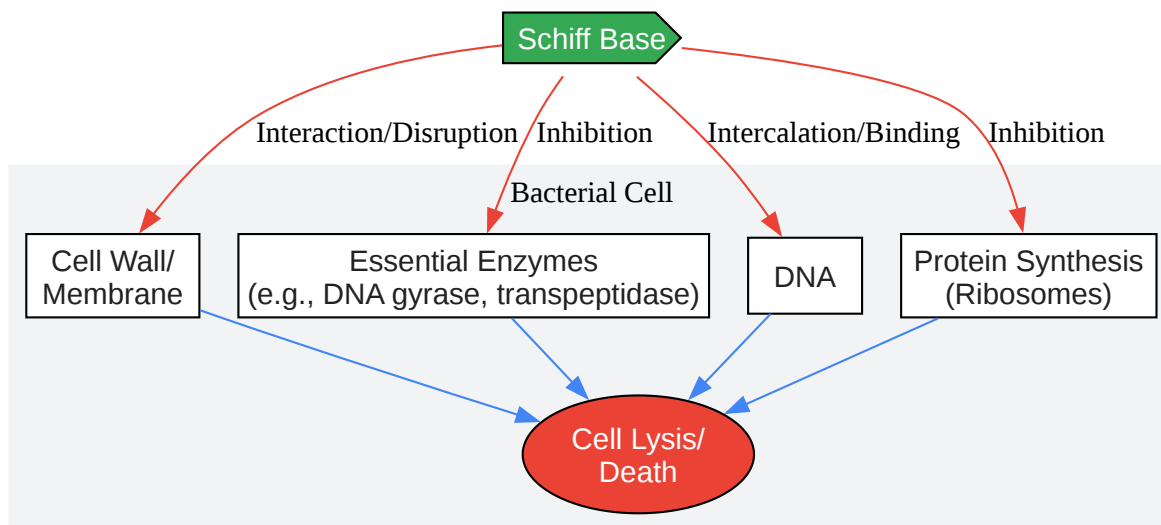 Schiff Base
Interaction/Disruption
Inhibition
Intercalation/Binding
Inhibition
Bacterial Cell
Cell Wall/
Membrane
Essential Enzymes
(e.g., DNA gyrase, transpeptidase)
DNA
Protein Synthesis
(Ribosomes)
Cell Lysis/
Death